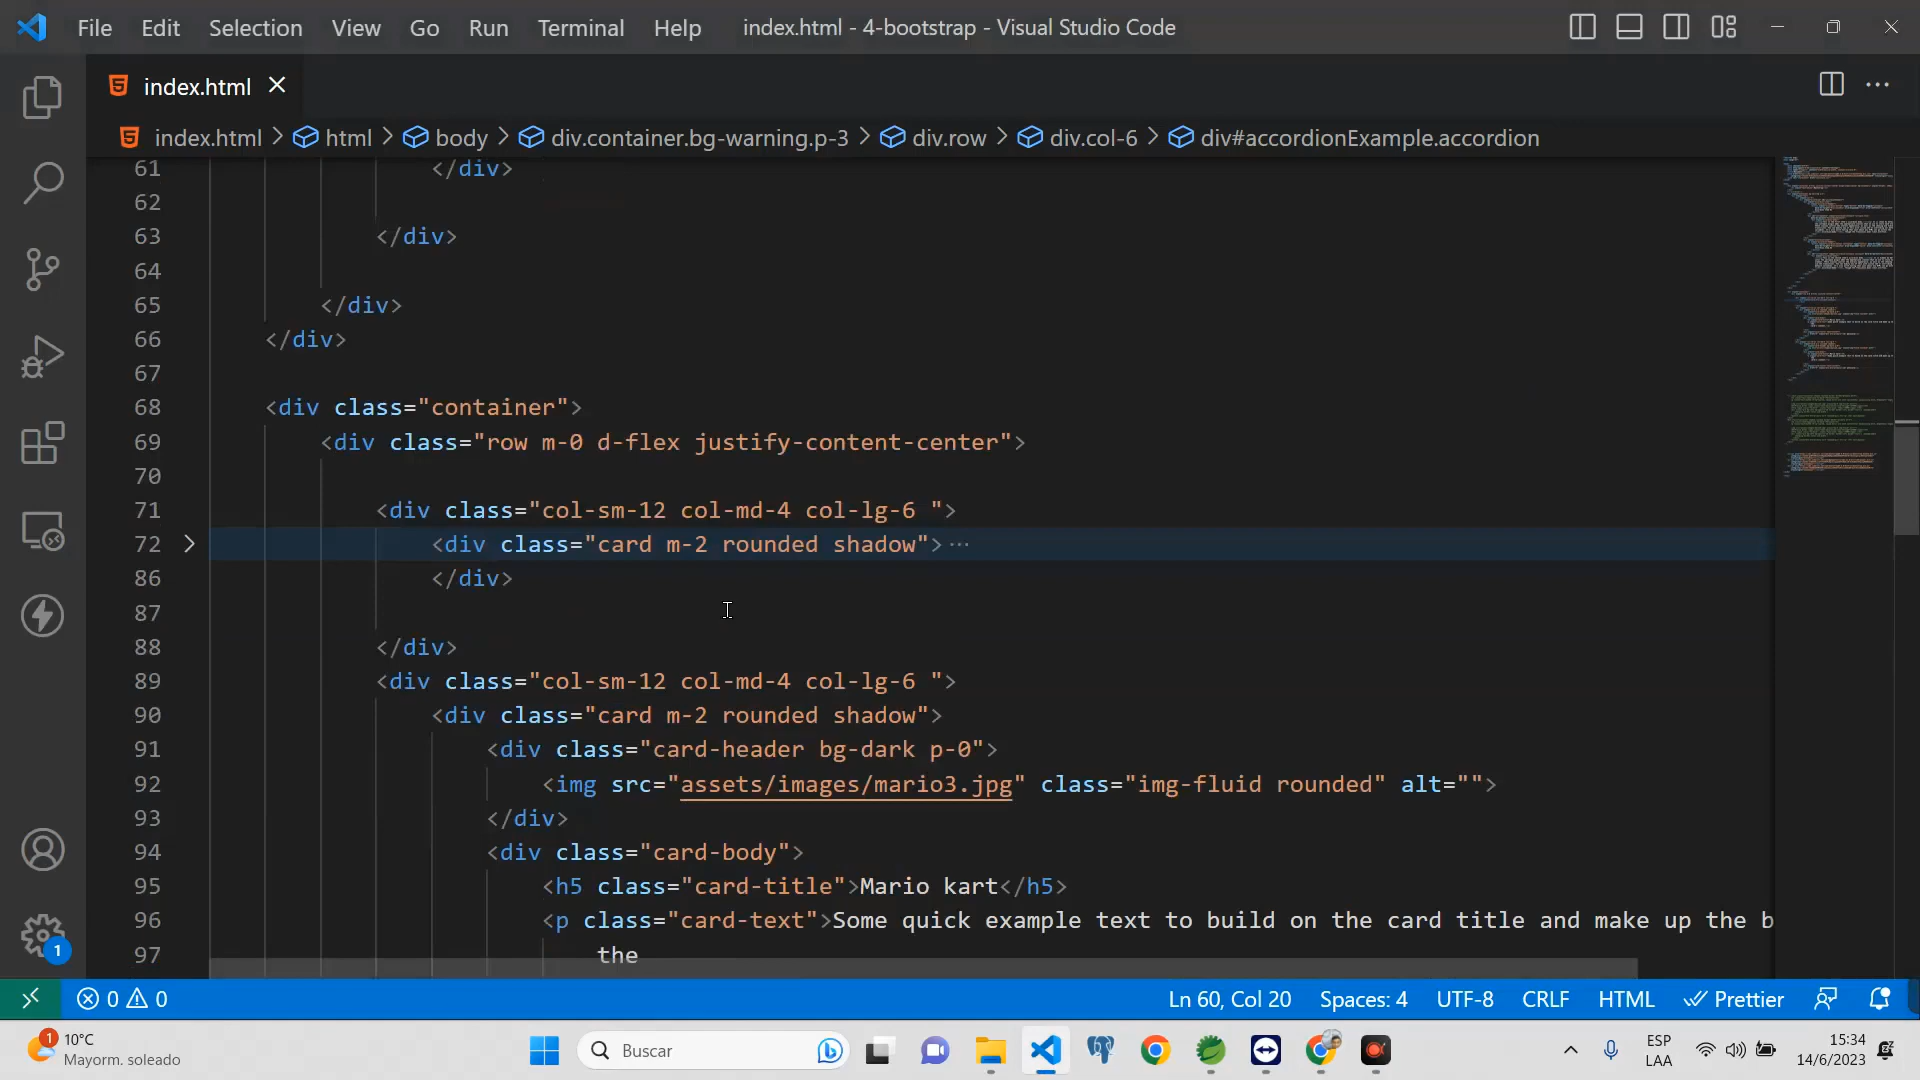 File Edit Selection View Go Run Terminal Help index.html - 4-bootstrap - Visual Studio Code
index.html
index.html > html > body > div.container.bg-warning.p-3 > div.row > div.col-6 > div#accordionExample.accordion
61 </div>
62
63 </div>
64
65 </div>
66 </div>
67
68 <div class="container">
69 <div class="row m-0 d-flex justify-content-center">
70
71 <div class="col-sm-12 col-md-4 col-lg-6 ">
72 <div class="card m-2 rounded shadow"> ···
86 </div>
87
88 </div>
89 <div class="col-sm-12 col-md-4 col-lg-6 ">
90 <div class="card m-2 rounded shadow">
91 <div class="card-header bg-dark p-0">
92 <img src="assets/images/mario3.jpg" class="img-fluid rounded" alt="">
93 </div>
94 <div class="card-body">
95 <h5 class="card-title">Mario kart</h5>
96 <p class="card-text">Some quick example text to build on the card title and make up the b
97 the
1
0 0 Ln 60, Col 20 Spaces: 4 UTF-8 CRLF HTML Prettier
1 10°C
Mayorm. soleado
Buscar
ESP
LAA
15:34
14/6/2023